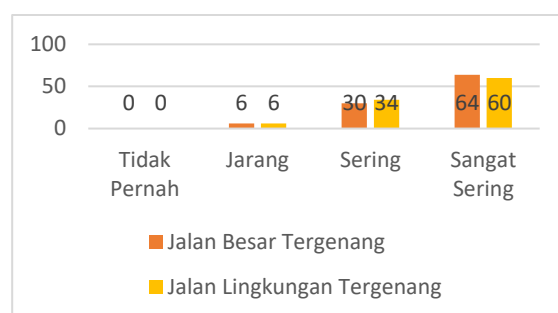 100
50
0
0 0 6 6 30 34 64 60
Tidak Pernah
Jarang
Sering
Sangat Sering
Jalan Besar Tergenang
Jalan Lingkungan Tergenang